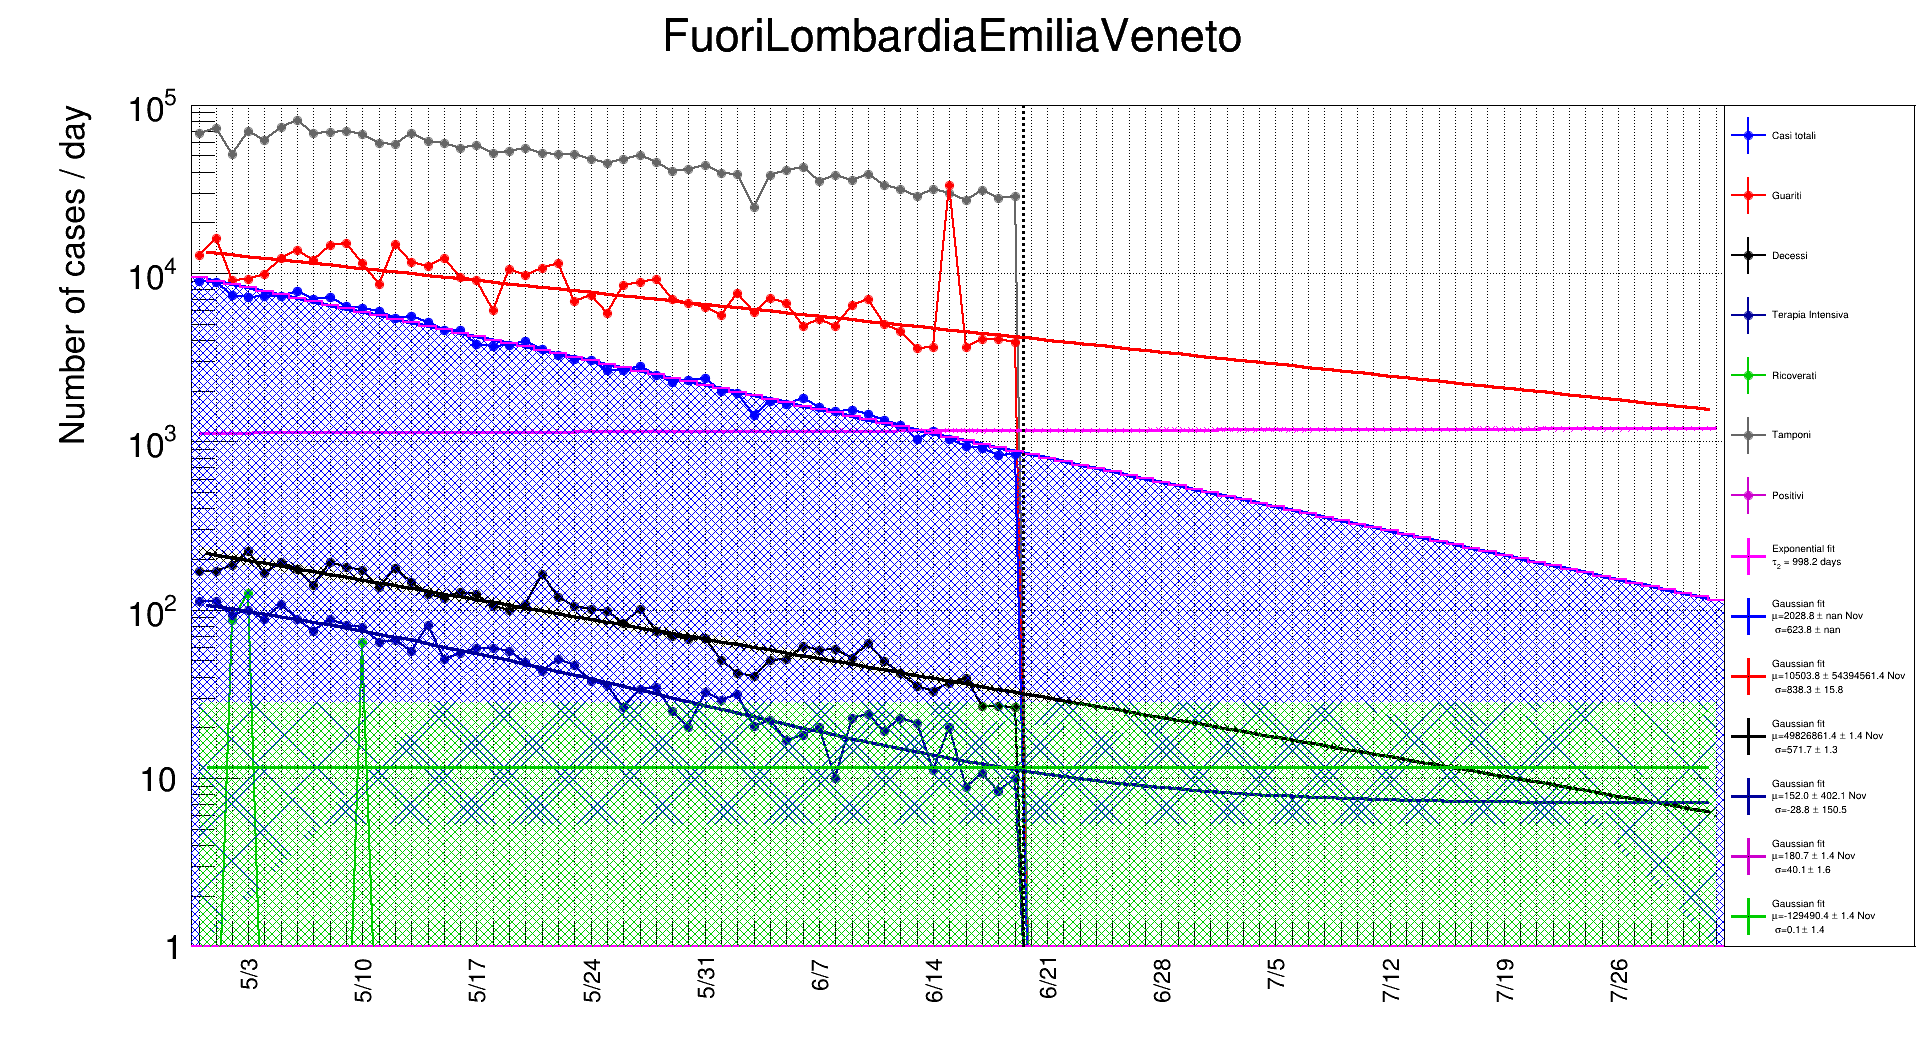 FuoriLombardiaEmiliaVeneto
Number of cases / day
10^5
10^4
10^3
10^2
10
1
5/3
5/10
5/17
5/24
5/31
6/7
6/14
6/21
6/28
7/5
7/12
7/19
7/26
Casi totali
Guariti
Decessi
Terapia Intensiva
Ricoverati
Tamponi
Positivi
Exponential fit
τ₂ = 998.2 days
Gaussian fit
μ=2028.8 ± nan Nov
σ=623.8 ± nan
Gaussian fit
μ=10503.8 ± 54394561.4 Nov
σ=838.3 ± 15.8
Gaussian fit
μ=49826861.4 ± 1.4 Nov
σ=571.7 ± 1.3
Gaussian fit
μ=152.0 ± 402.1 Nov
σ=-28.8 ± 150.5
Gaussian fit
μ=180.7 ± 1.4 Nov
σ=40.1 ± 1.6
Gaussian fit
μ=-129490.4 ± 1.4 Nov
σ=0.1 ± 1.4